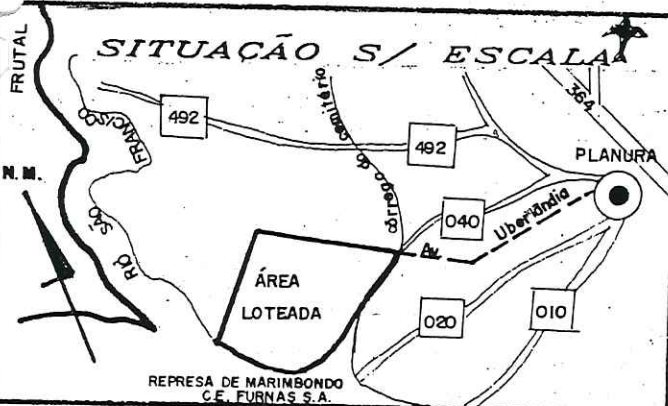 SITUAÇÃO S/ ESCALA
FRUTAL
N.M.
RIO SÃO FRANCISCO
492
Córrego do Cemitério
492
364
PLANURA
040
Av. Uberlândia
ÁREA
LOTEADA
020
010
REPRESA DE MARIMBONDO
C.E. FURNAS S.A.